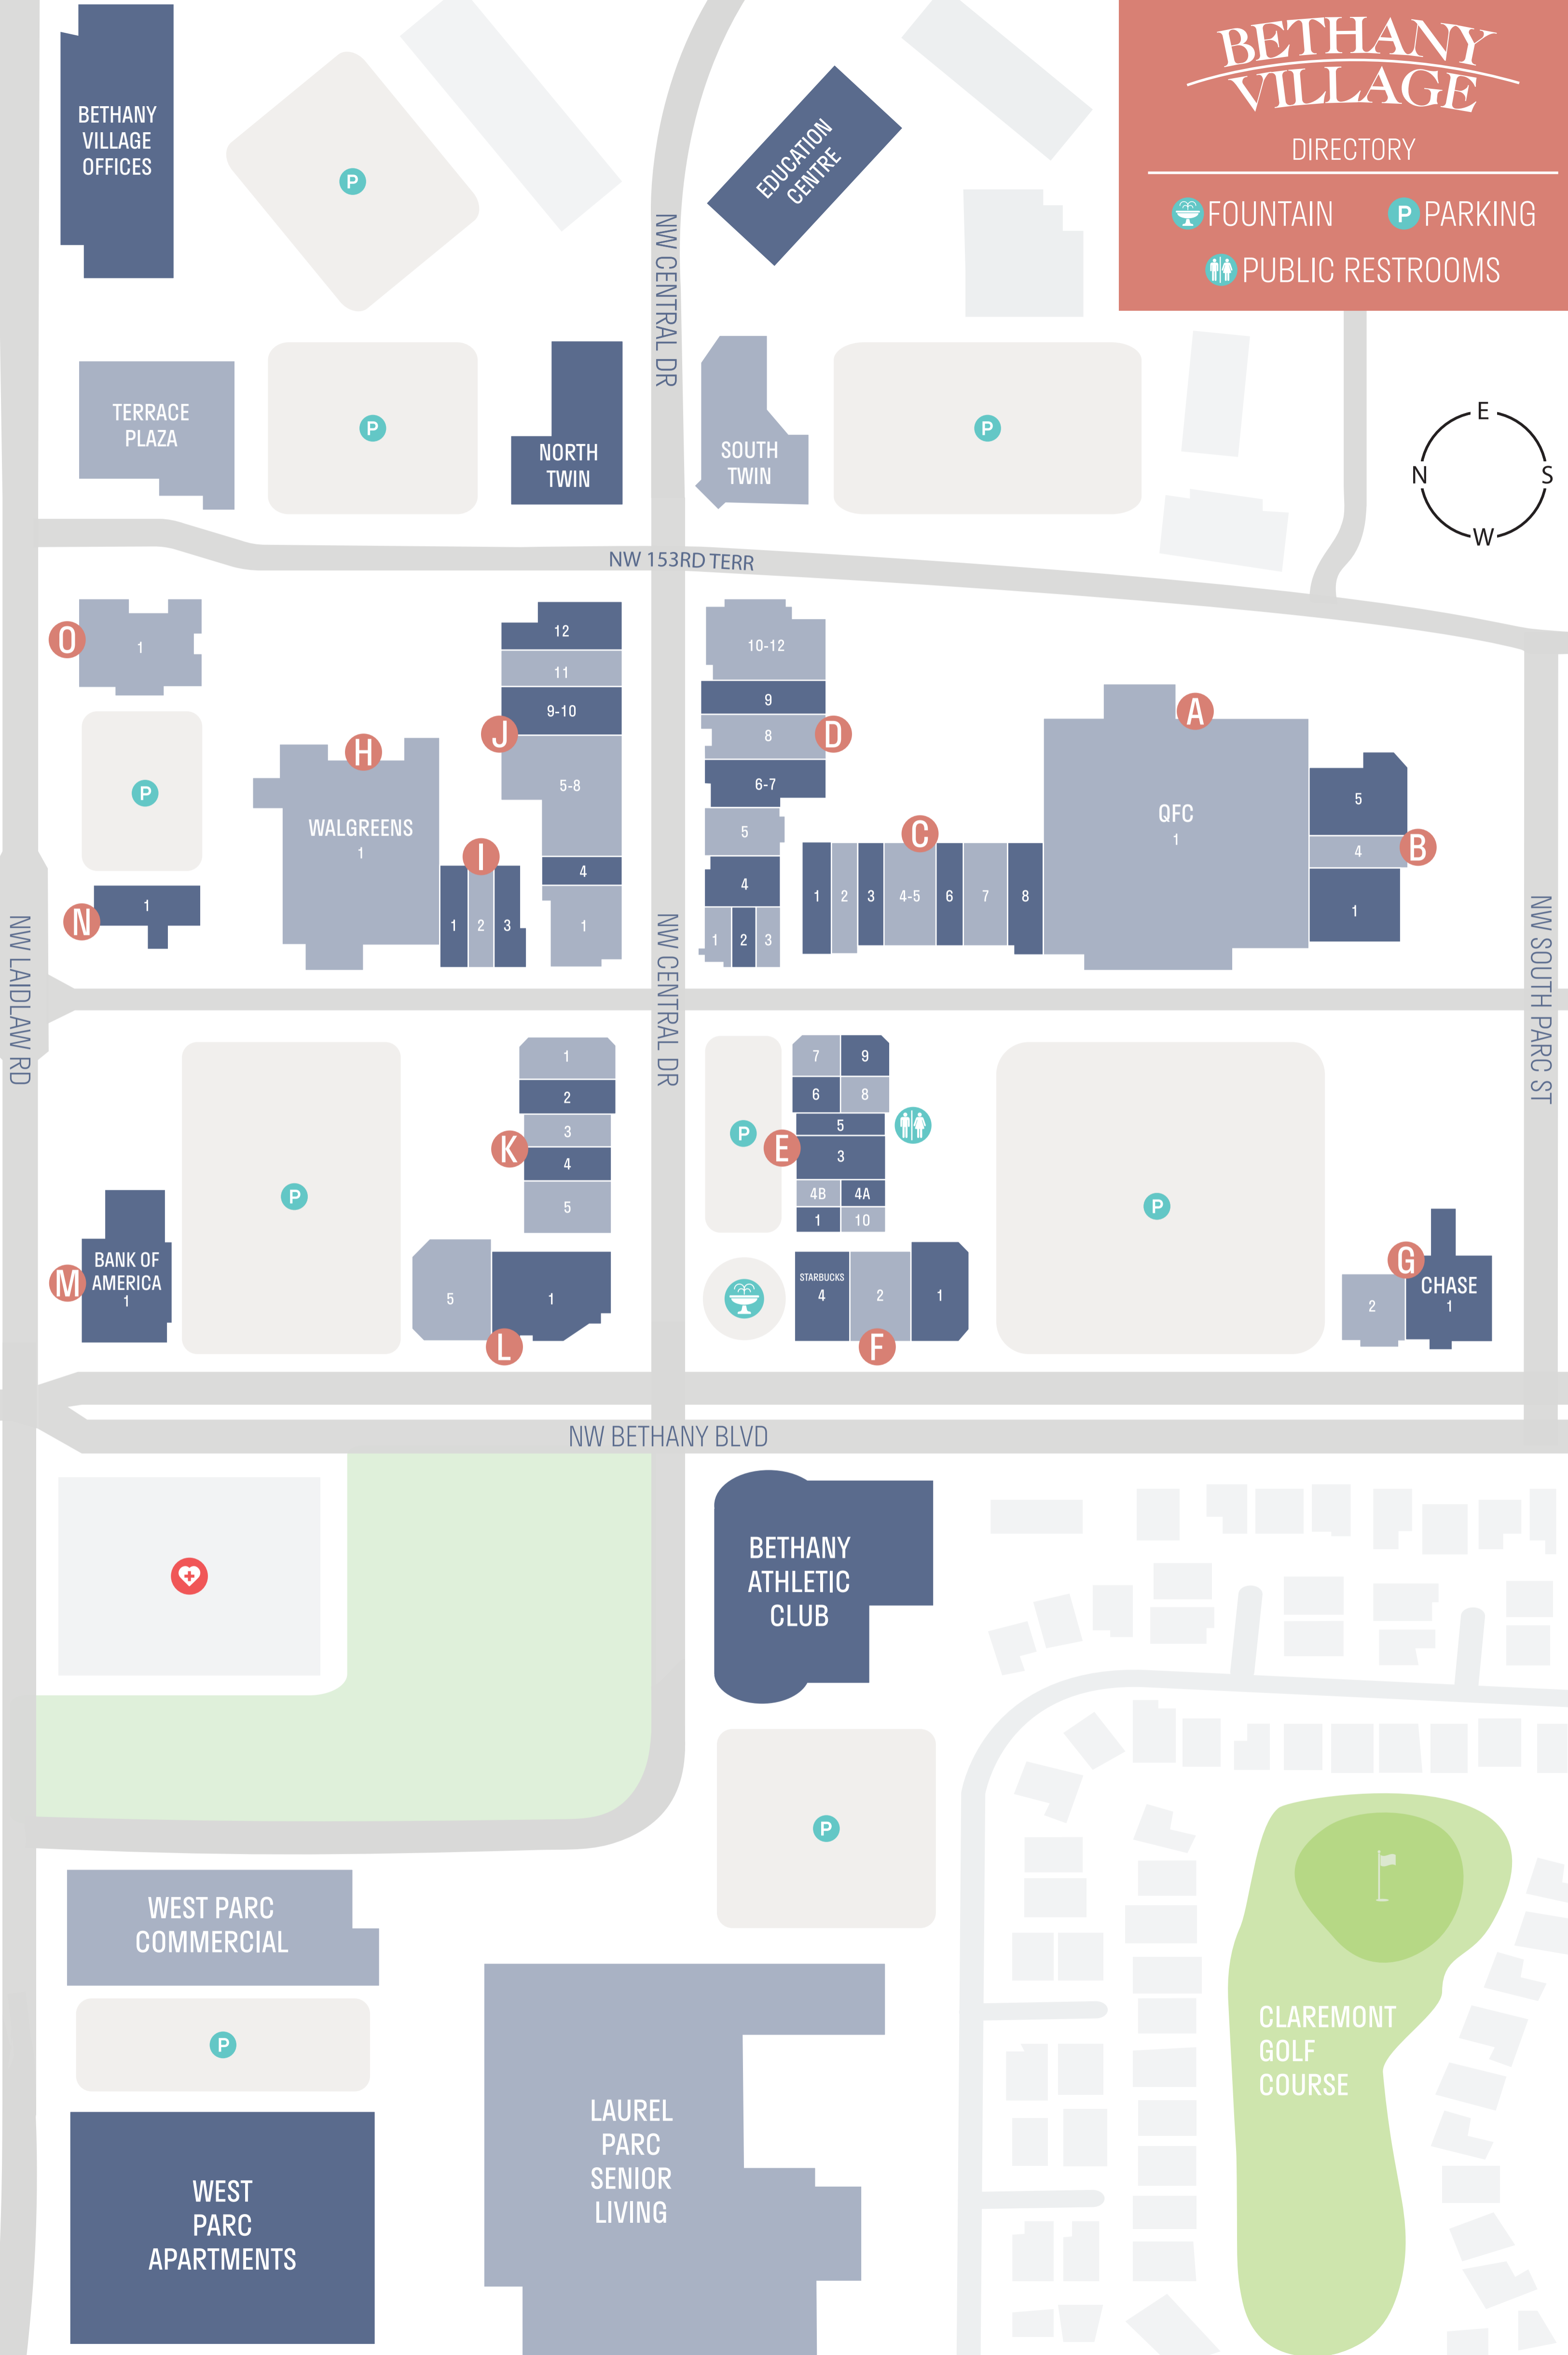 BETHANY
VILLAGE
DIRECTORY
FOUNTAIN
P PARKING
PUBLIC RESTROOMS
BETHANY
VILLAGE
OFFICES
P
EDUCATION
CENTRE
NW CENTRAL DR
TERRACE
PLAZA
P
NORTH
TWIN
SOUTH
TWIN
P
E
N
S
W
NW 153RD TERR
O
1
P
N
1
H
WALGREENS
1
I
1
2
3
J
12
11
9-10
5-8
4
1
10-12
9
8
D
6-7
5
4
1
2
3
C
1
2
3
4-5
6
7
8
A
QFC
1
5
4
B
1
NW LAIDLAW RD
NW CENTRAL DR
NW SOUTH PARC ST
P
M
BANK OF
AMERICA
1
K
1
2
3
4
5
5
1
L
P
E
7
9
6
8
5
3
4B
4A
1
10
STARBUCKS
4
2
1
F
P
G
2
CHASE
1
NW BETHANY BLVD
BETHANY
ATHLETIC
CLUB
P
WEST PARC
COMMERCIAL
P
WEST
PARC
APARTMENTS
LAUREL
PARC
SENIOR
LIVING
CLAREMONT
GOLF
COURSE